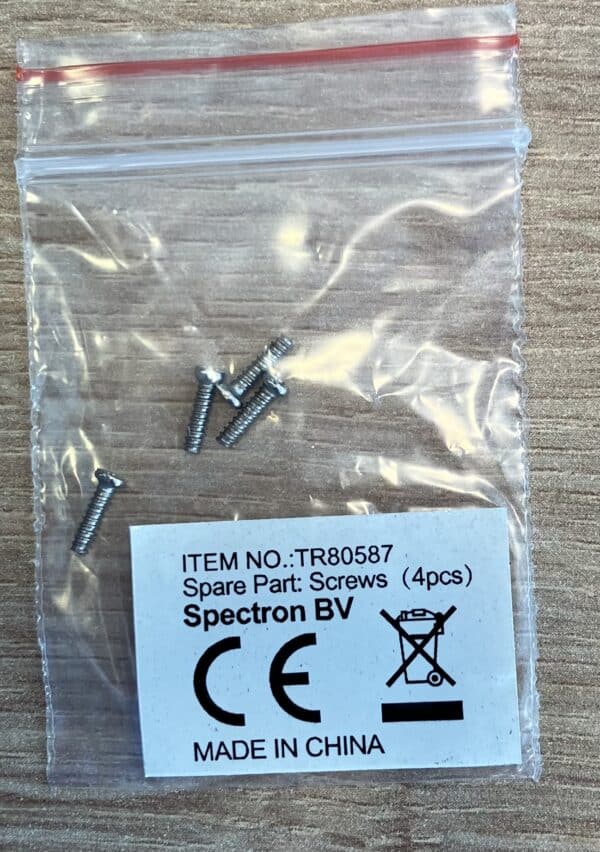 ITEM NO.:TR80587
Spare Part: Screws（4pcs）
Spectron BV
CE
MADE IN CHINA